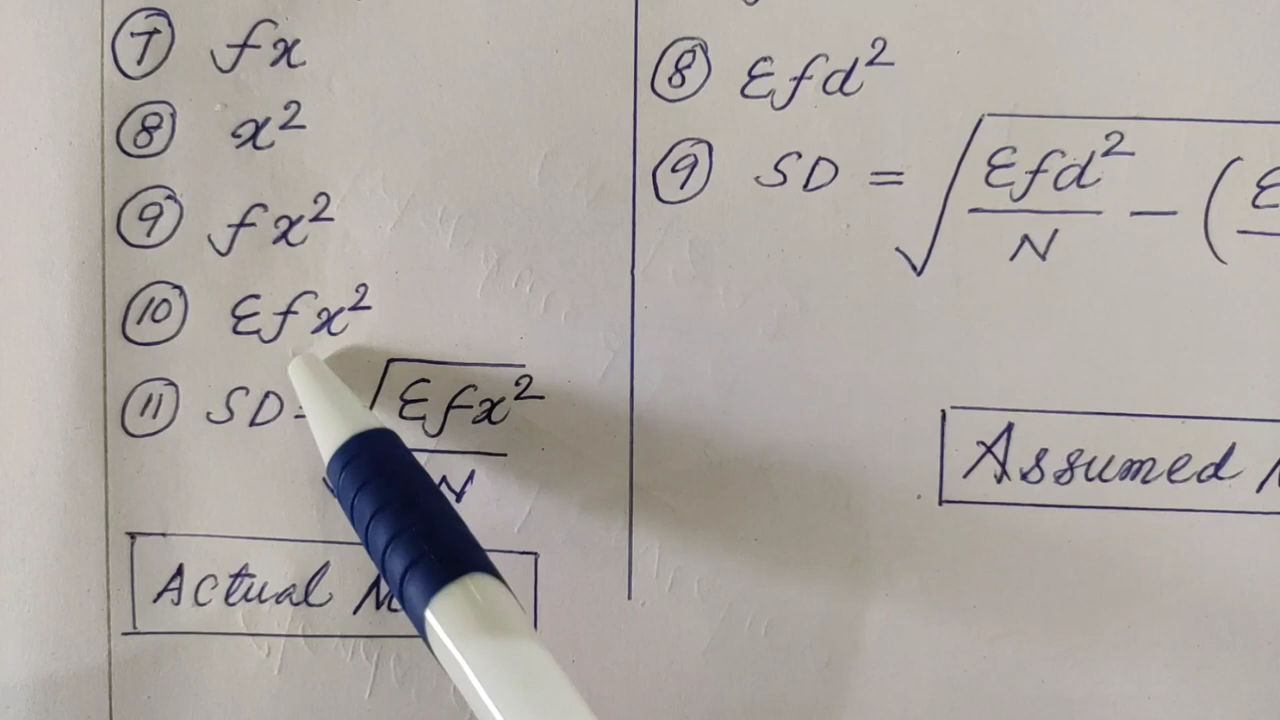 ⑦ fx
⑧ x²
⑨ fx²
⑩ Σfx²
⑪ SD= √Σfx²
N
Actual
⑧ Σfd²
⑨ SD = √Σfd²/N - (Σ
Assumed